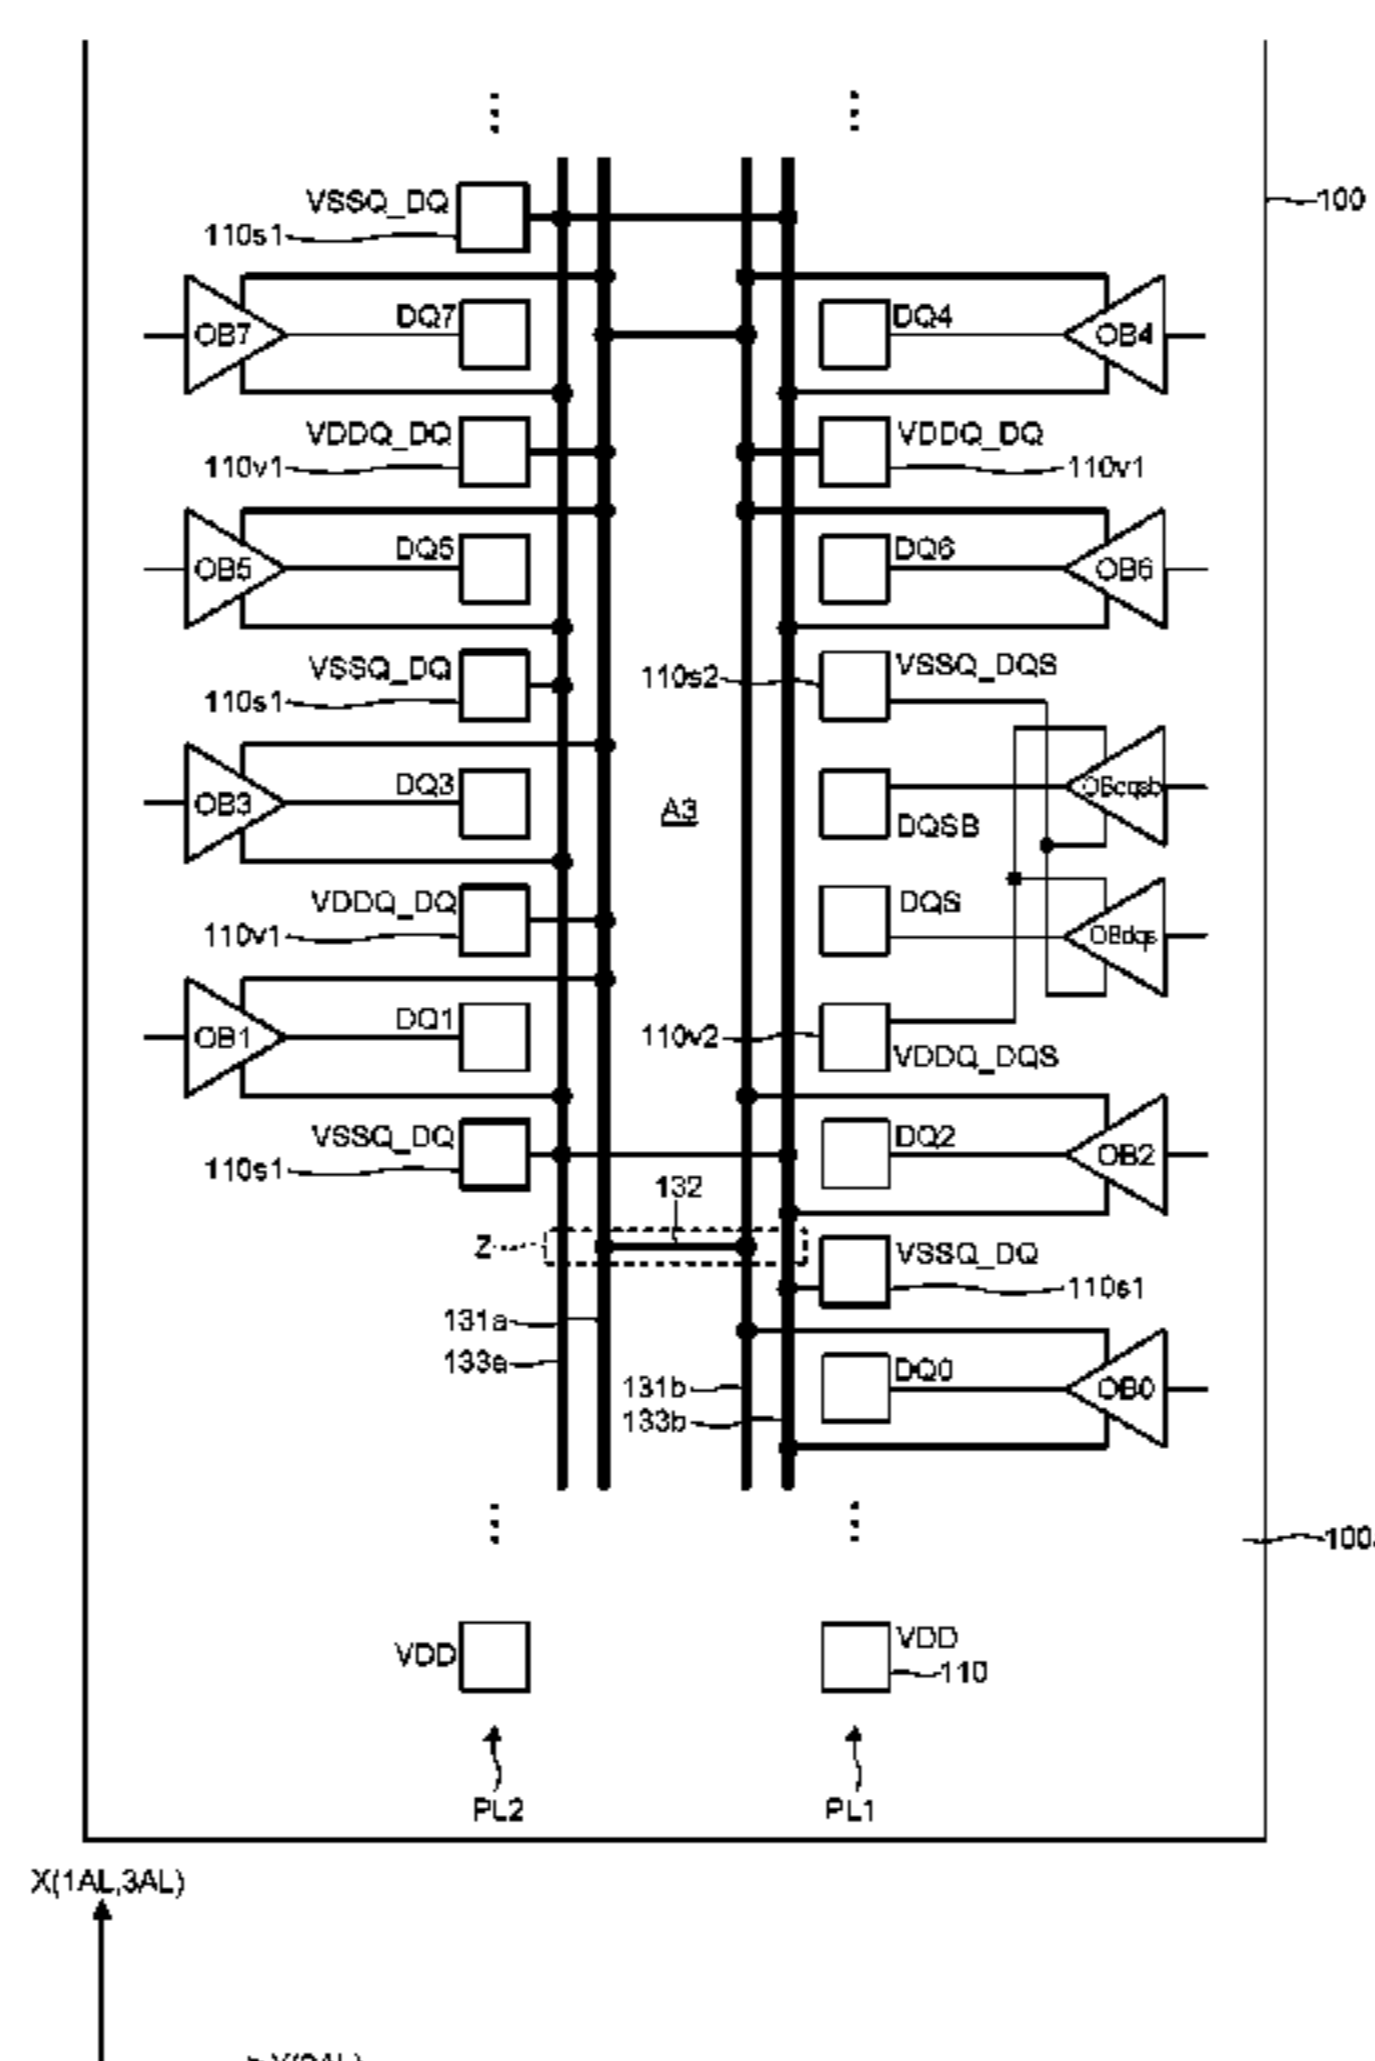 VSSQ_DQ
110s1
100
OB7
DQ7
DQ4
OB4
VDDQ_DQ
VDDQ_DQ
110v1
110v1
OB5
DQ5
DQ6
OB6
VSSQ_DQ
110s2
VSSQ_DQS
110s1
OB3
DQ3
A3
DQSB
VDDQ_DQ
DQS
OBdqs
110v1
OB1
DQ1
110v2
VDDQ_DQS
VSSQ_DQ
DQ2
OB2
110s1
132
Z
VSSQ_DQ
110s1
131a
133a
DQ0
OB0
131b
133b
100
VDD
VDD
110
PL2
PL1
X(1AL,3AL)